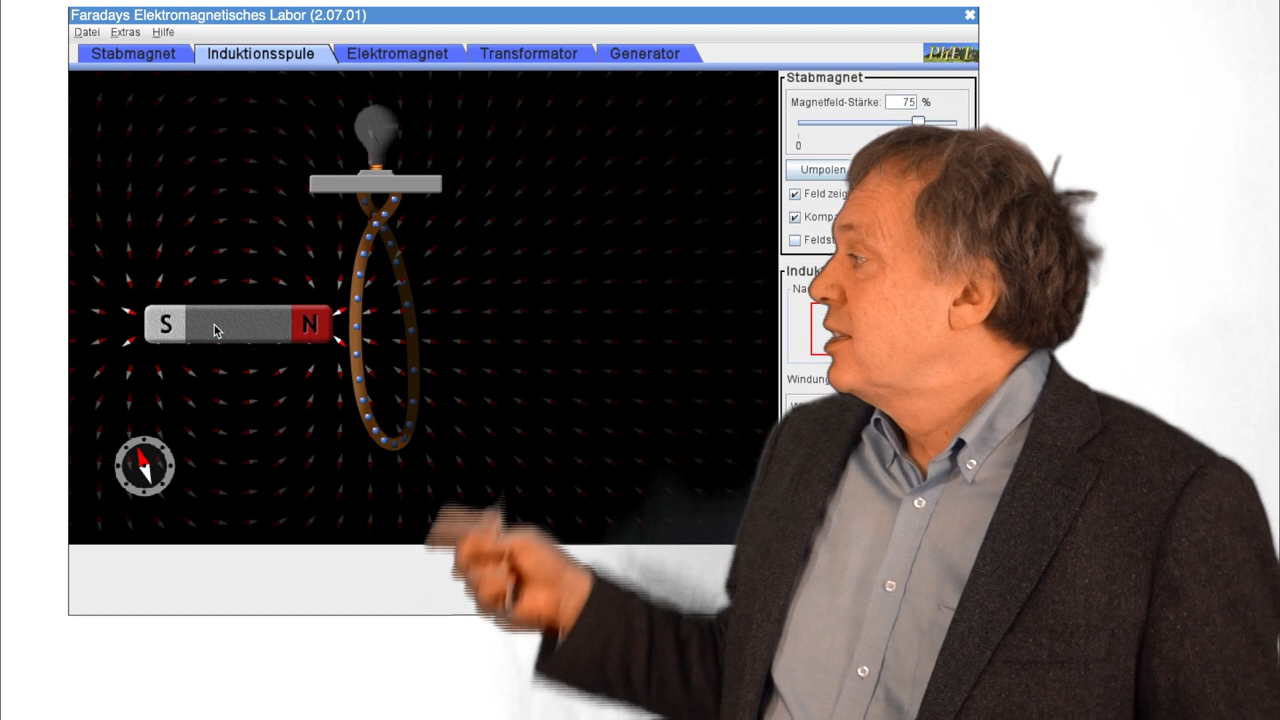 Faradays Elektromagnetisches Labor (2.07.01)
Datei Extras Hilfe
Stabmagnet Induktionsspule Elektromagnet Transformator Generator
PhET
Stabmagnet
Magnetfeld-Stärke: 75 %
0
Umpolen
Feld
S N